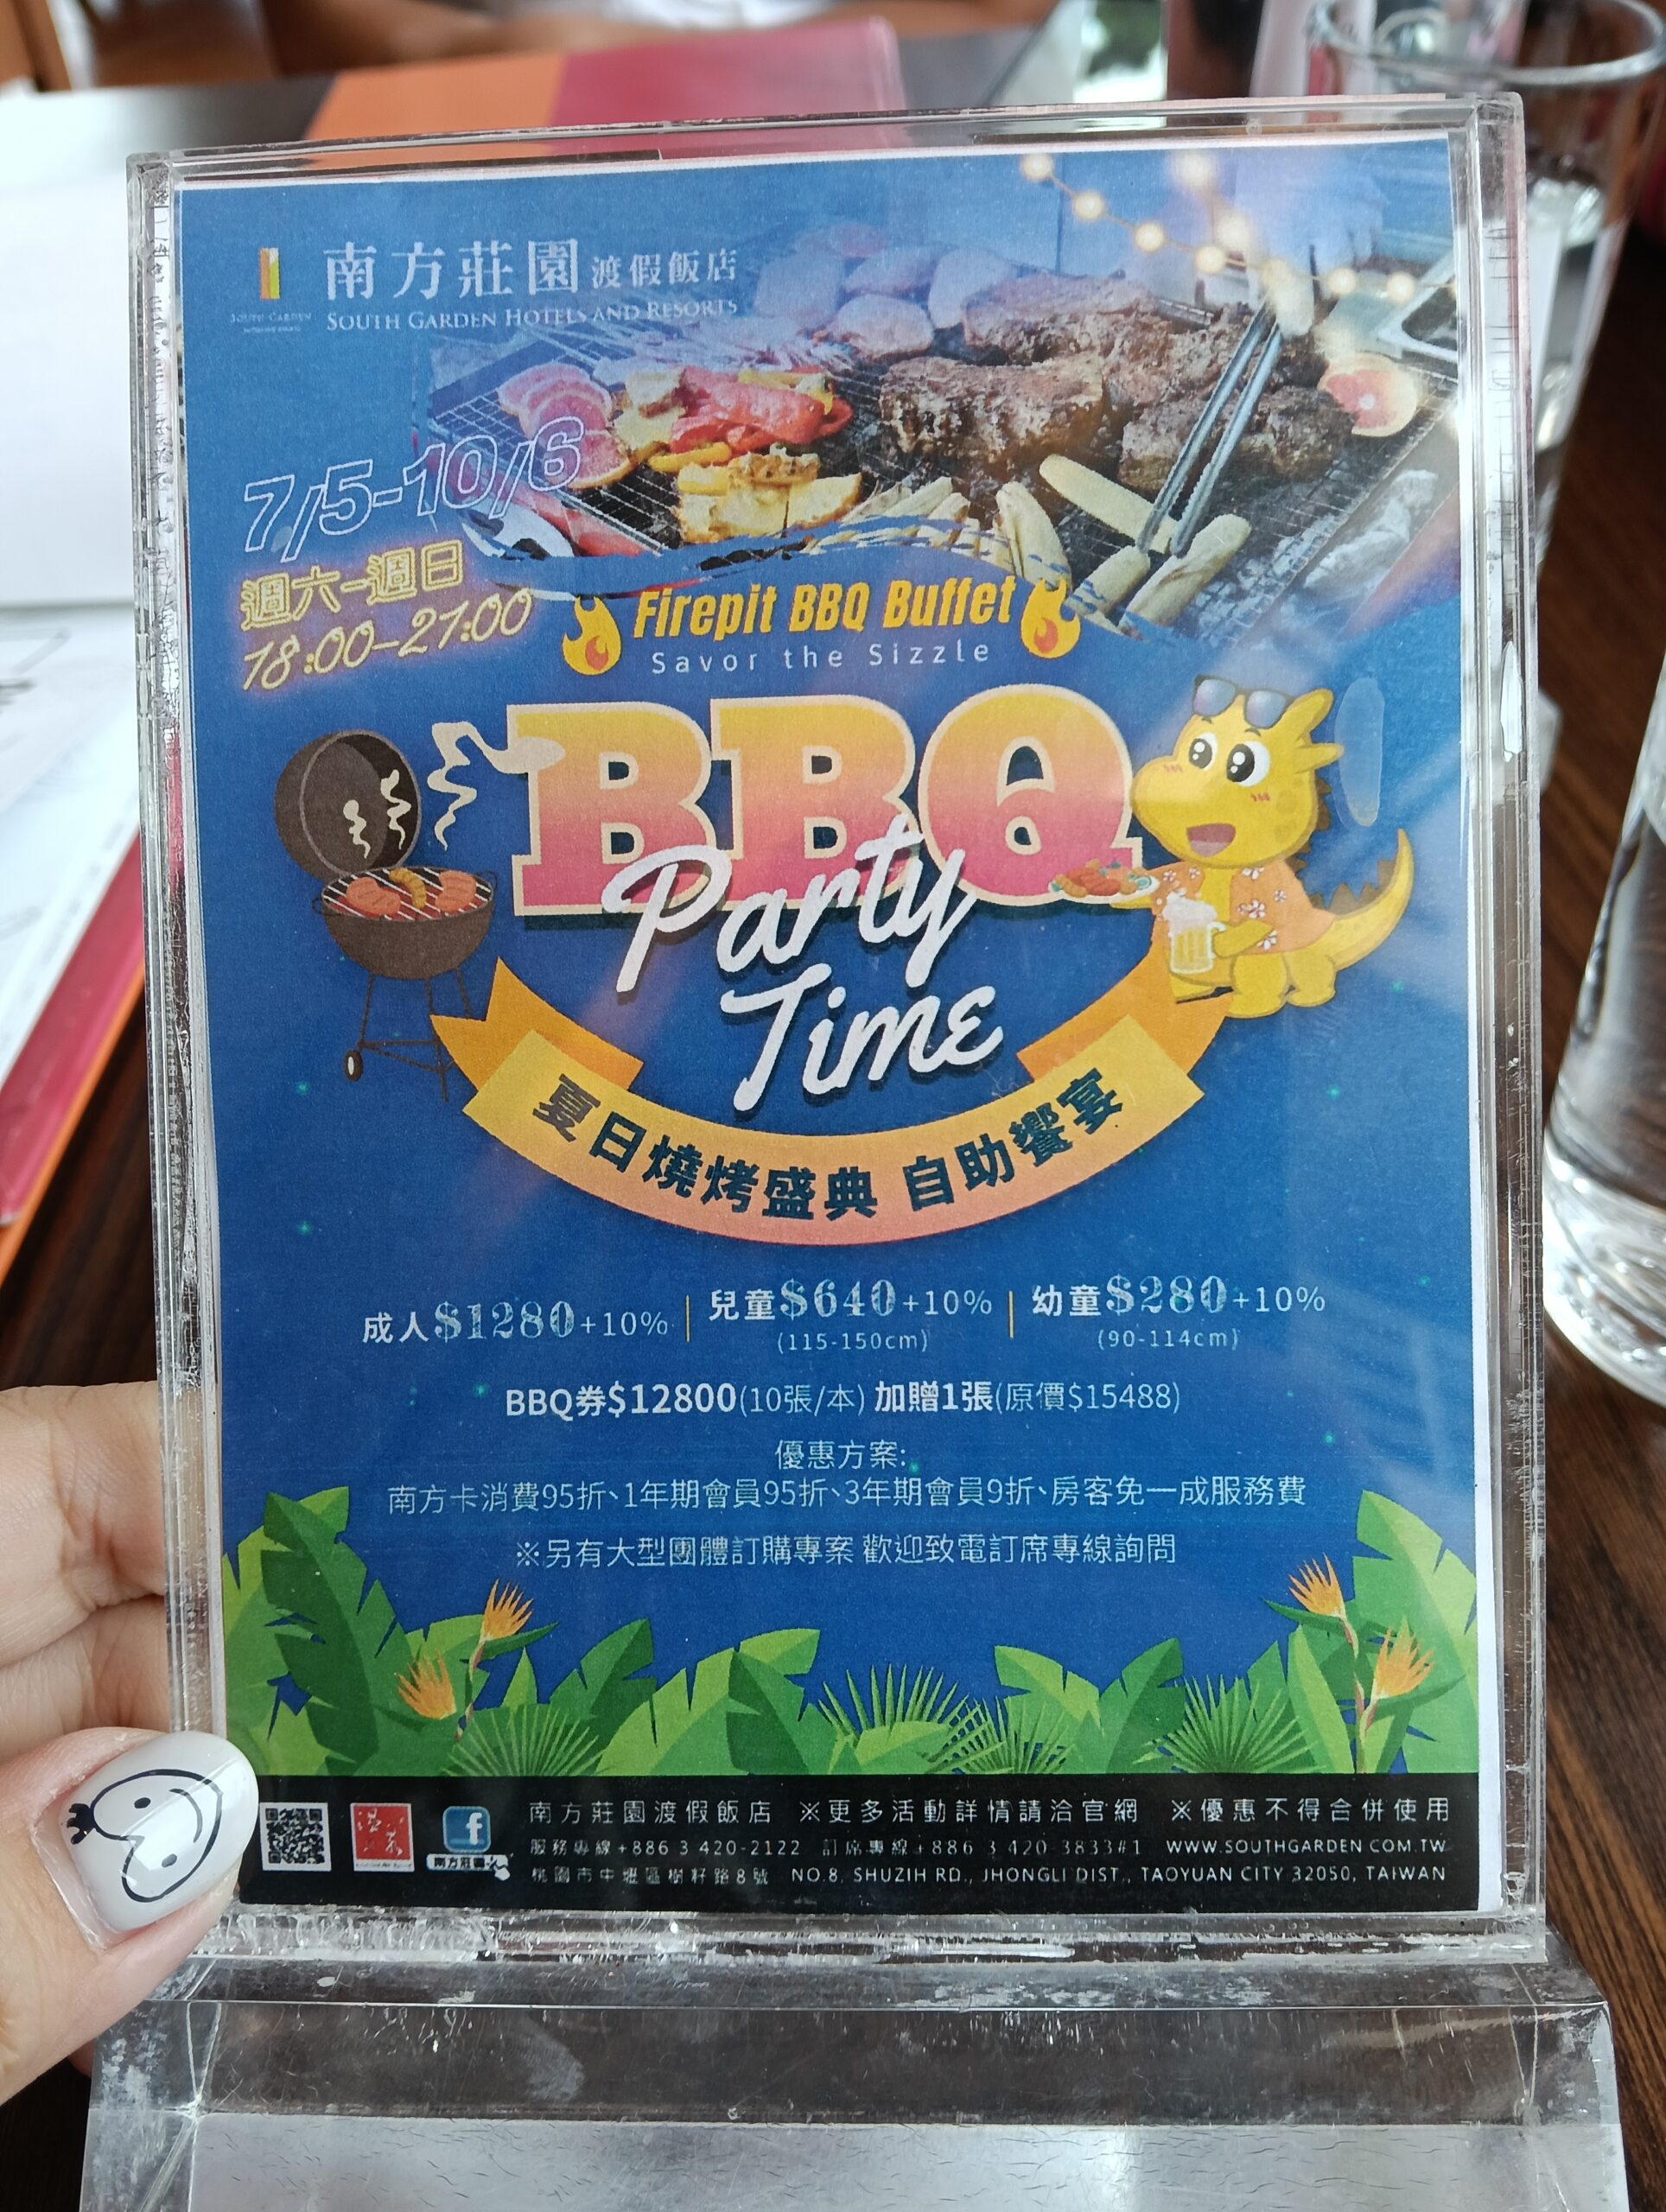 南方莊園渡假飯店
SOUTH GARDEN HOTELS AND RESORTS
SOUTH GARDEN
7/5-10/6
週六-週日
18:00-21:00
Firepit BBQ Buffet
Savor the Sizzle
BBQ
Party
Time
夏日燒烤盛典 自助饗宴
成人$1280+10% | 兒童$640+10% | 幼童$280+10%
(115-150cm) (90-114cm)
BBQ券$12800(10張/本) 加贈1張(原價$15488)
優惠方案:
南方卡消費95折、1年期會員95折、3年期會員9折、房客免一成服務費
※另有大型團體訂購專案 歡迎致電訂席專線詢問
南方莊園渡假飯店 ※更多活動詳情請洽官網 ※優惠不得合併使用
服務專線+886 3 420-2122 訂席專線+886 3 420-3833#1 WWW.SOUTHGARDEN.COM.TW
桃園市中壢區樹籽路8號 NO.8, SHUZIH RD., JHONGLI DIST., TAOYUAN CITY 32050, TAIWAN
f
南方莊園